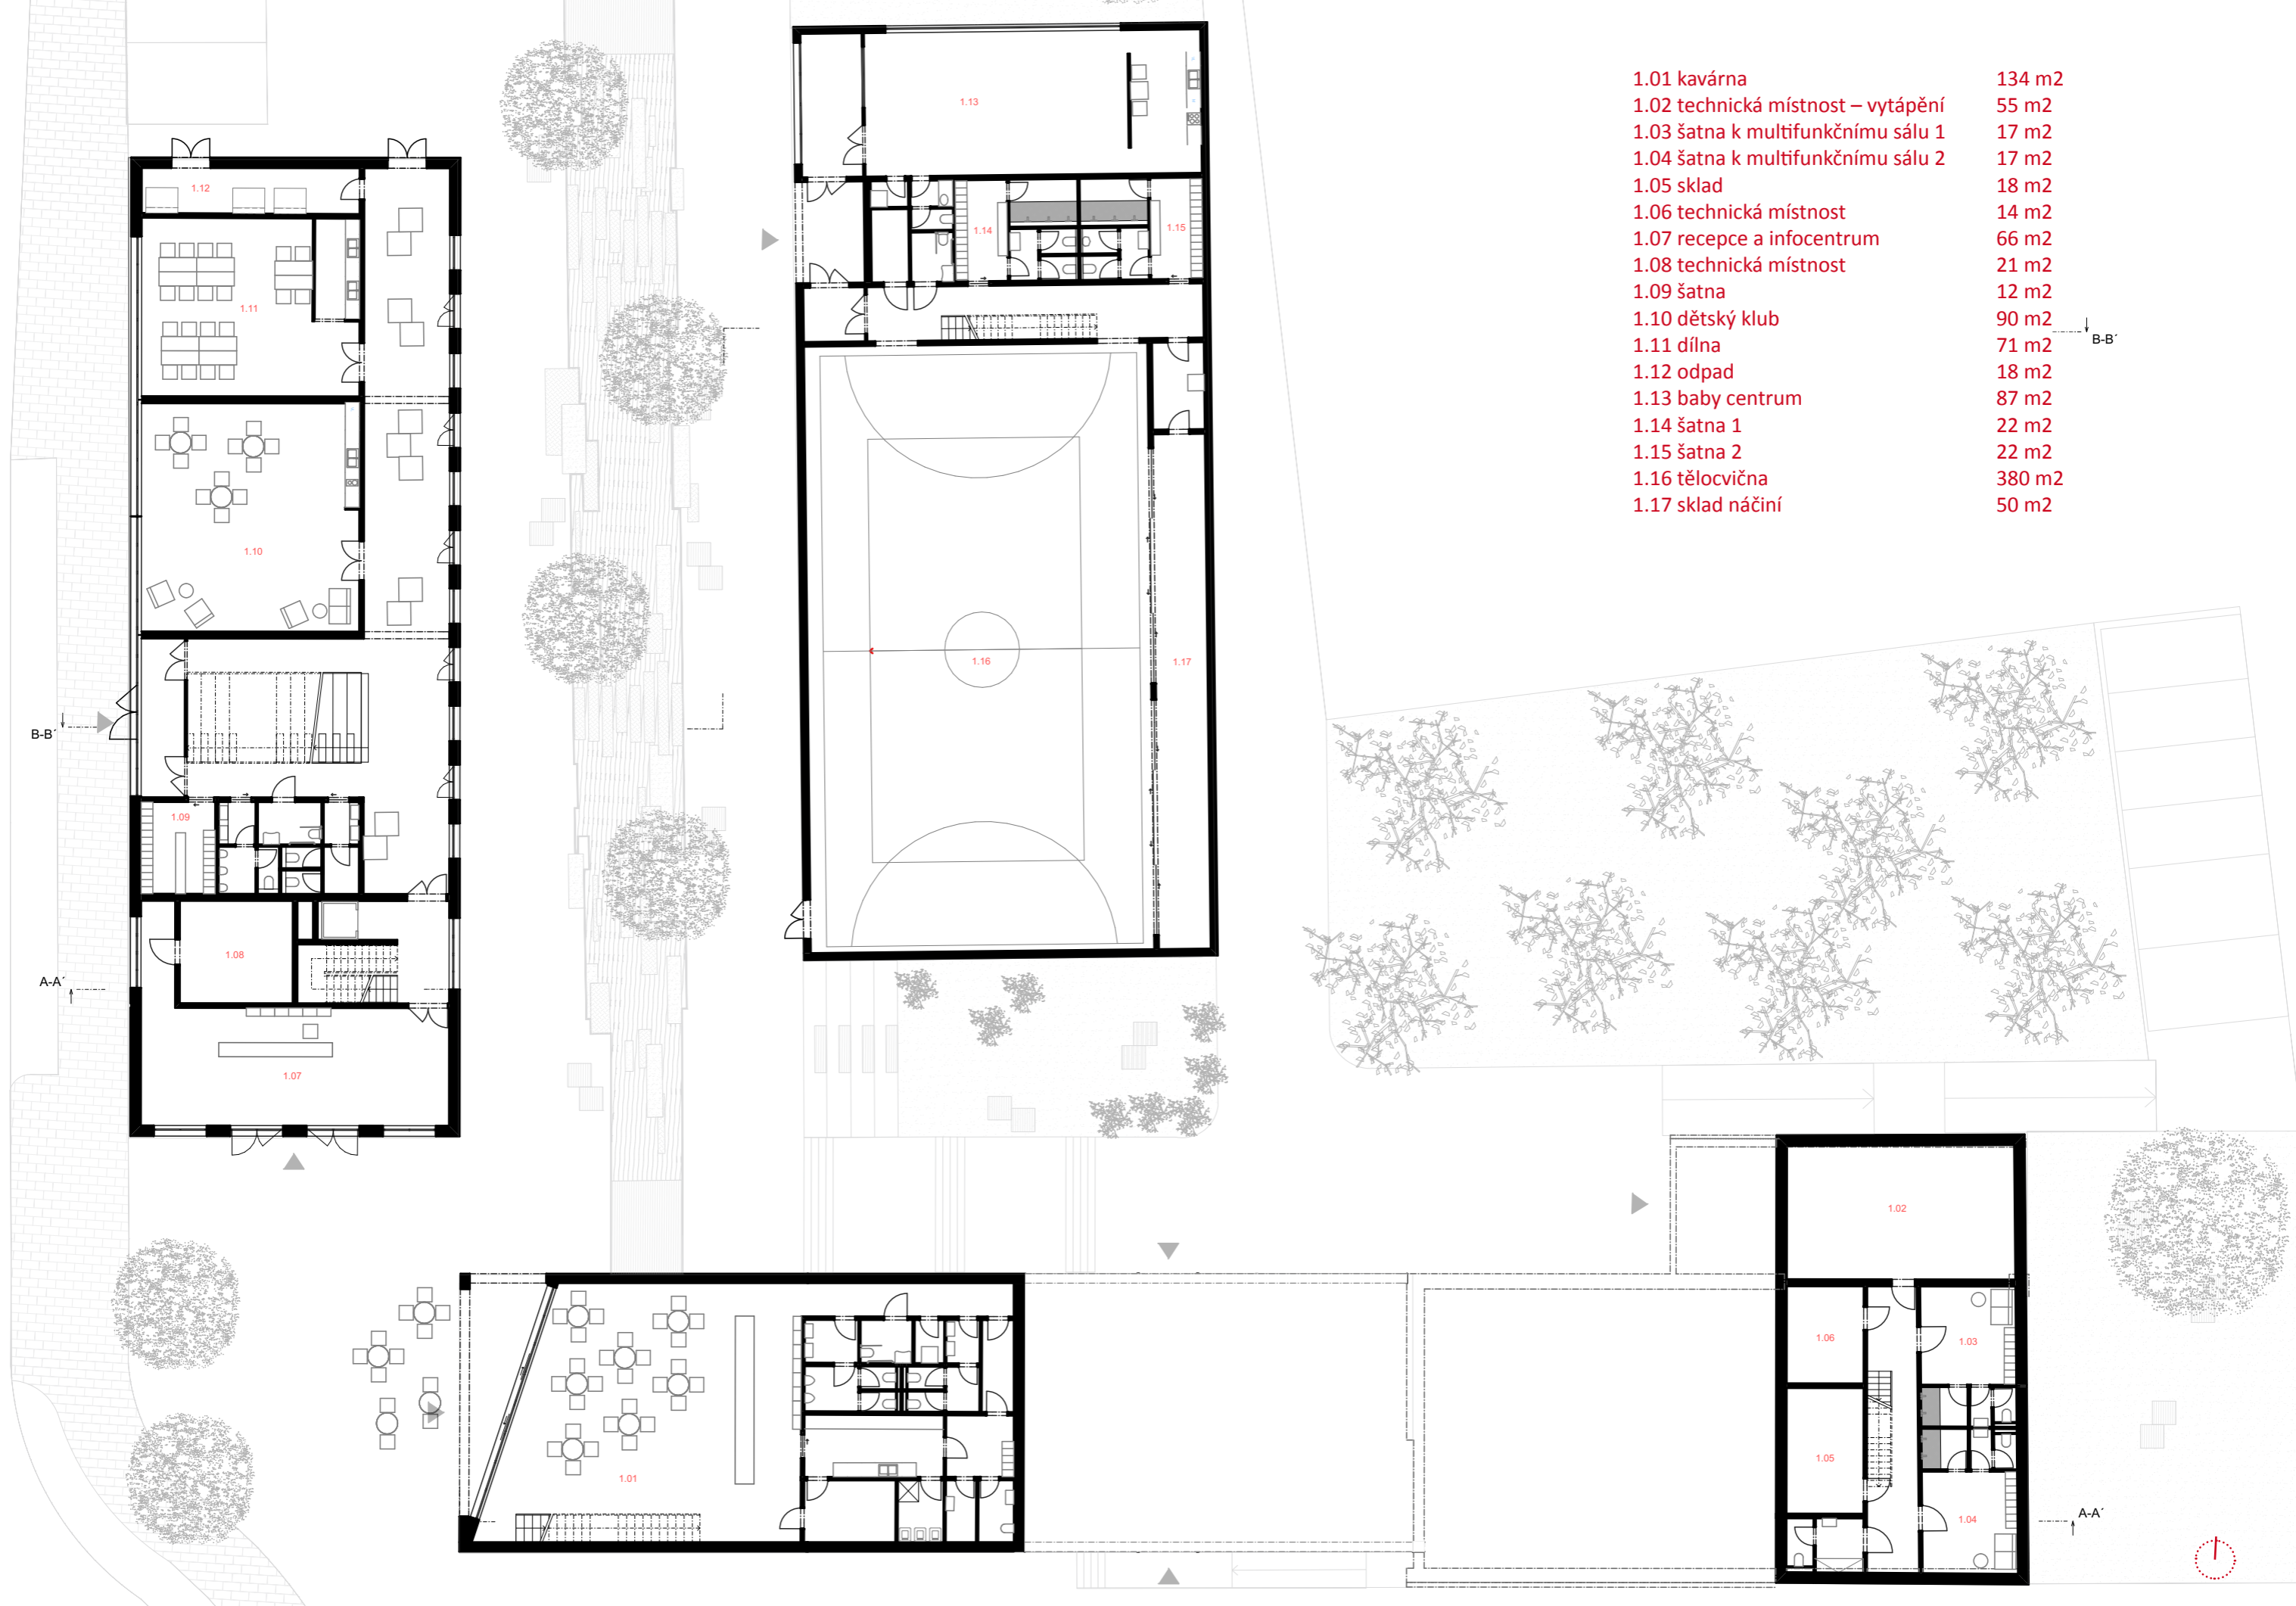 1.01 kavárna 134 m2
1.02 technická místnost – vytápění 55 m2
1.03 šatna k multifunkčnímu sálu 1 17 m2
1.04 šatna k multifunkčnímu sálu 2 17 m2
1.05 sklad 18 m2
1.06 technická místnost 14 m2
1.07 recepce a infocentrum 66 m2
1.08 technická místnost 21 m2
1.09 šatna 12 m2
1.10 dětský klub 90 m2
1.11 dílna 71 m2
1.12 odpad 18 m2
1.13 baby centrum 87 m2
1.14 šatna 1 22 m2
1.15 šatna 2 22 m2
1.16 tělocvična 380 m2
1.17 sklad náčiní 50 m2
1.13
1.12
1.14
1.15
1.11
B-B´
1.10
1.16
1.17
B-B´
1.09
1.08
A-A´
1.07
1.02
1.06
1.03
1.05
1.01
1.04
A-A´